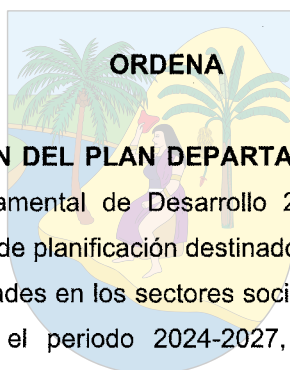 ORDENA
N DEL PLAN DEPARTA
amental de Desarrollo 2
de planificación destinado
ades en los sectores soci
el periodo 2024-2027,